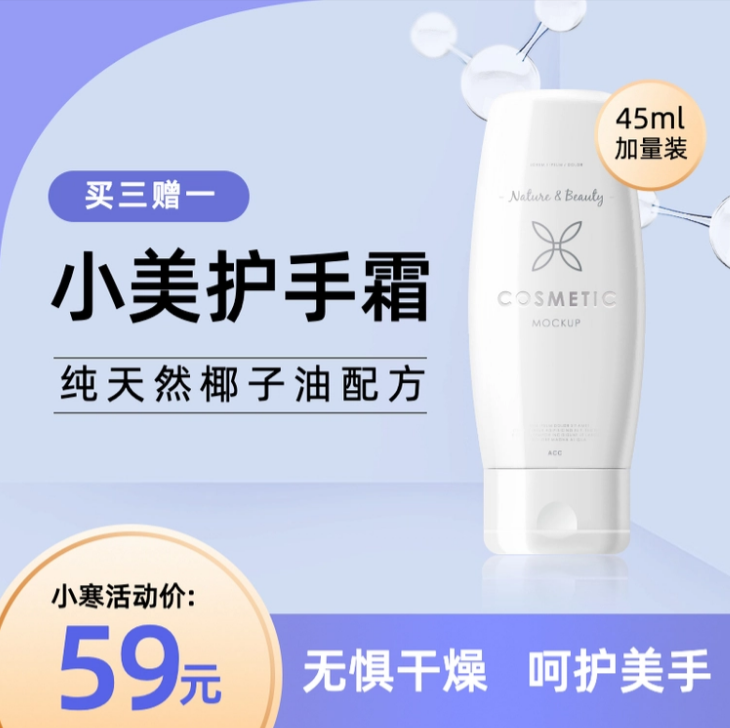 45ml
加量装
Nature & Beauty
COSMETIC
MOCKUP
ACC
买三赠一
小美护手霜
纯天然椰子油配方
小寒活动价:
59元
无惧干燥 呵护美手